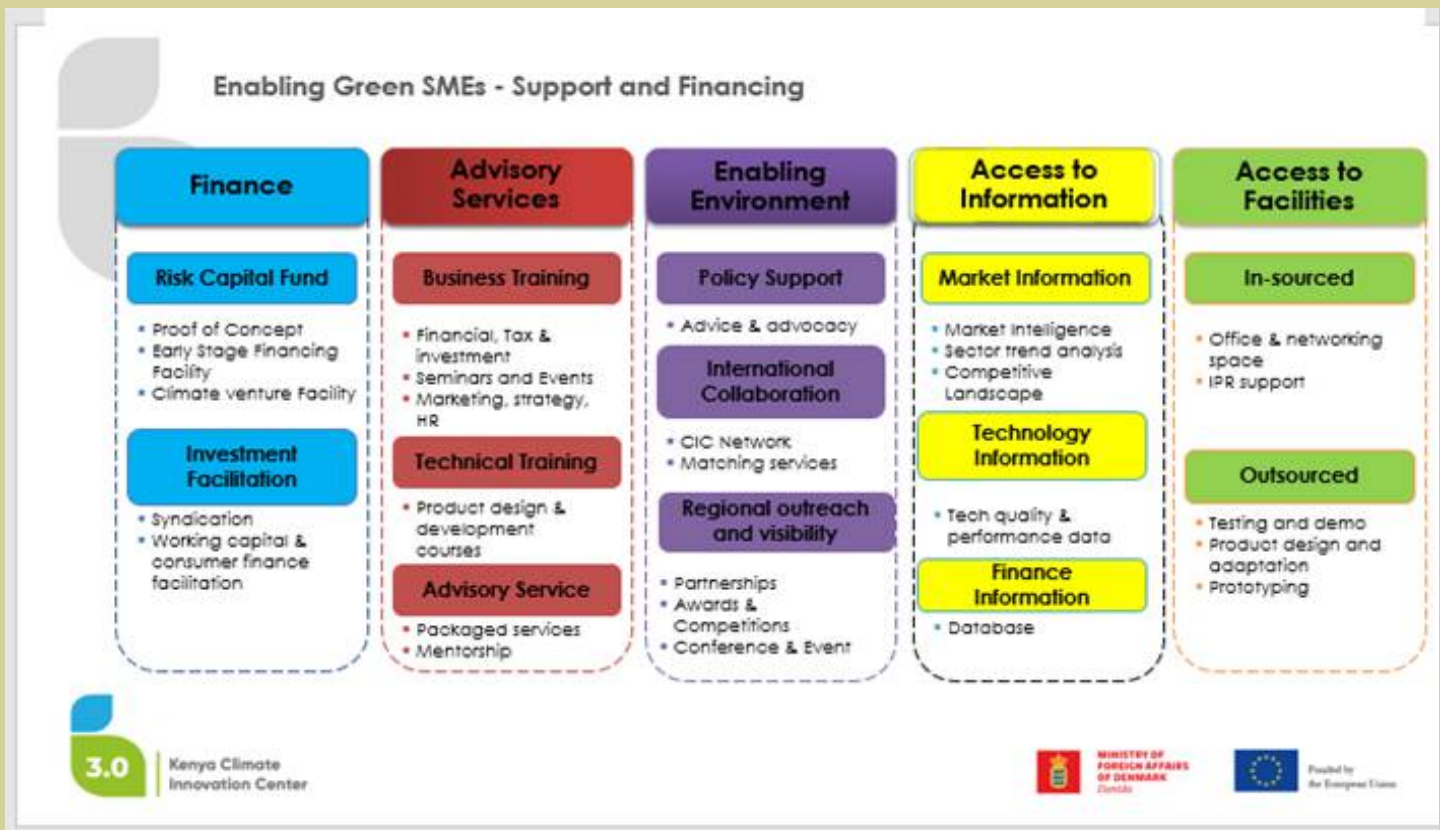 Enabling Green SMEs - Support and Financing
Finance
Risk Capital Fund
• Proof of Concept
• Early Stage Financing
Facility
• Climate venture Facility
Investment
Facilitation
• Syndication
• Working capital &
consumer finance
facilitation
Advisory
Services
Business Training
• Financial, Tax &
investment
• Seminars and Events
• Marketing, strategy,
HR
Technical Training
• Product design &
development
courses
Advisory Service
• Packaged services
• Mentorship
Enabling
Environment
Policy Support
• Advice & advocacy
International
Collaboration
• CIC Network
• Matching services
Regional outreach
and visibility
• Partnerships
• Awards &
Competitions
• Conference & Event
Access to
Information
Market Information
• Market Intelligence
• Sector trend analysis
• Competitive
Landscape
Technology
Information
• Tech quality &
performance data
Finance
Information
• Database
Access to
Facilities
In-sourced
• Office & networking
space
• IPR support
Outsourced
• Testing and demo
• Product design and
adaptation
• Prototyping
3.0
Kenya Climate
Innovation Center
MINISTRY OF
FOREIGN AFFAIRS
OF DENMARK
Danida
Funded by
the European Union